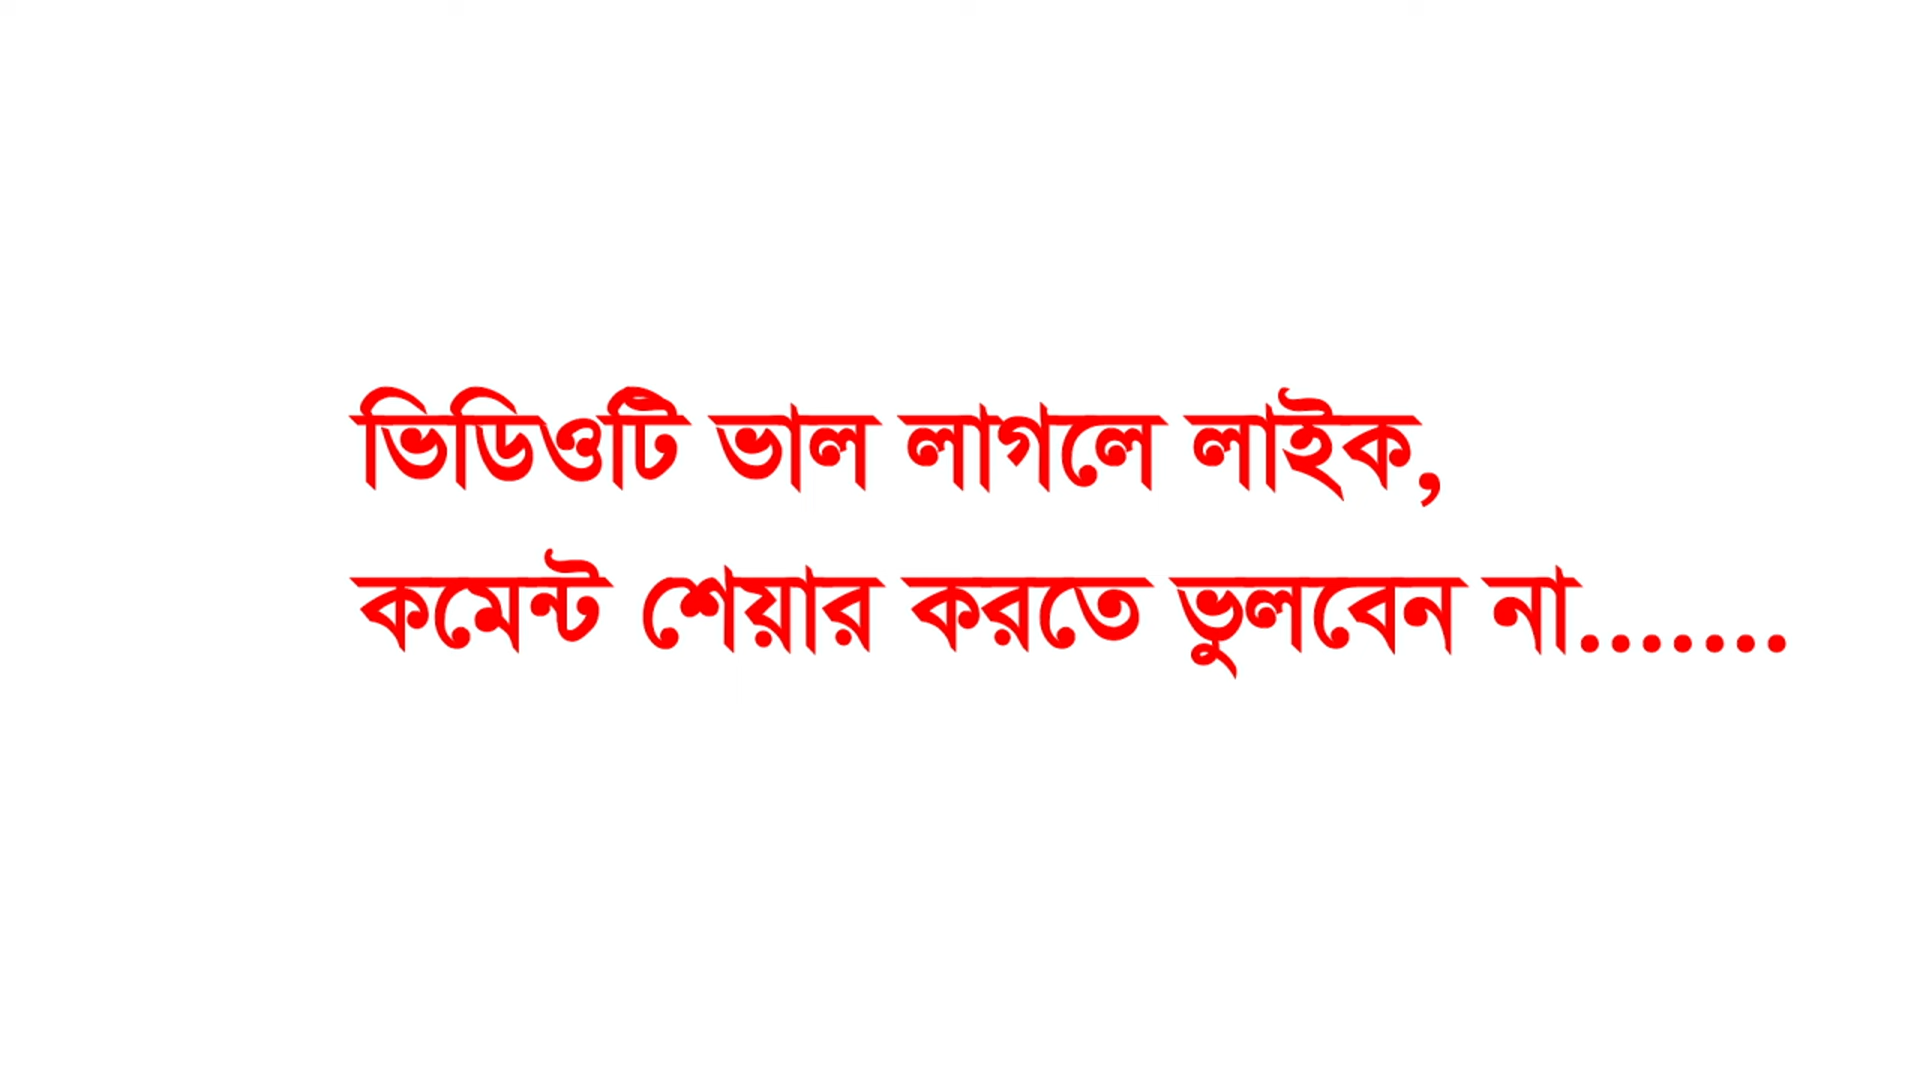 ভিডিওটি ভাল লাগলে লাইক,
কমেন্ট শেয়ার করতে ভুলবেন না.......